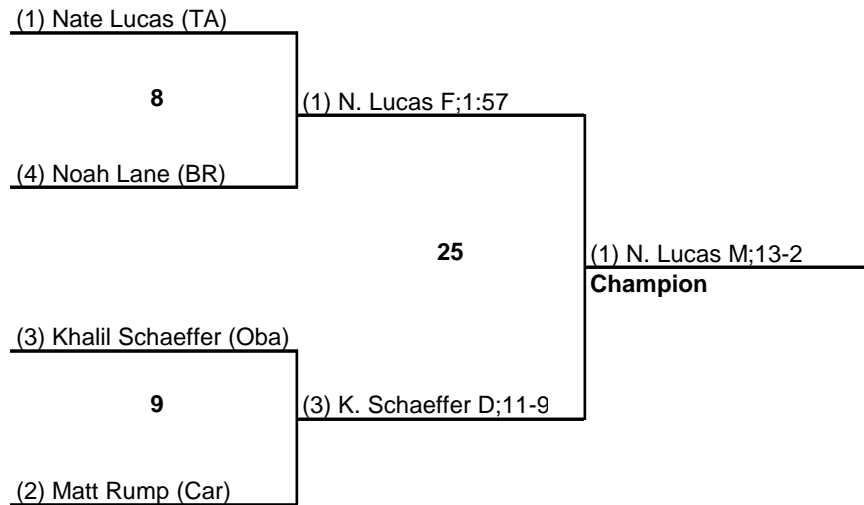 (1) Nate Lucas (TA)
8
(1) N. Lucas F;1:57
(4) Noah Lane (BR)
25
(1) N. Lucas M;13-2
Champion
(3) Khalil Schaeffer (Oba)
9
(3) K. Schaeffer D;11-9
(2) Matt Rump (Car)